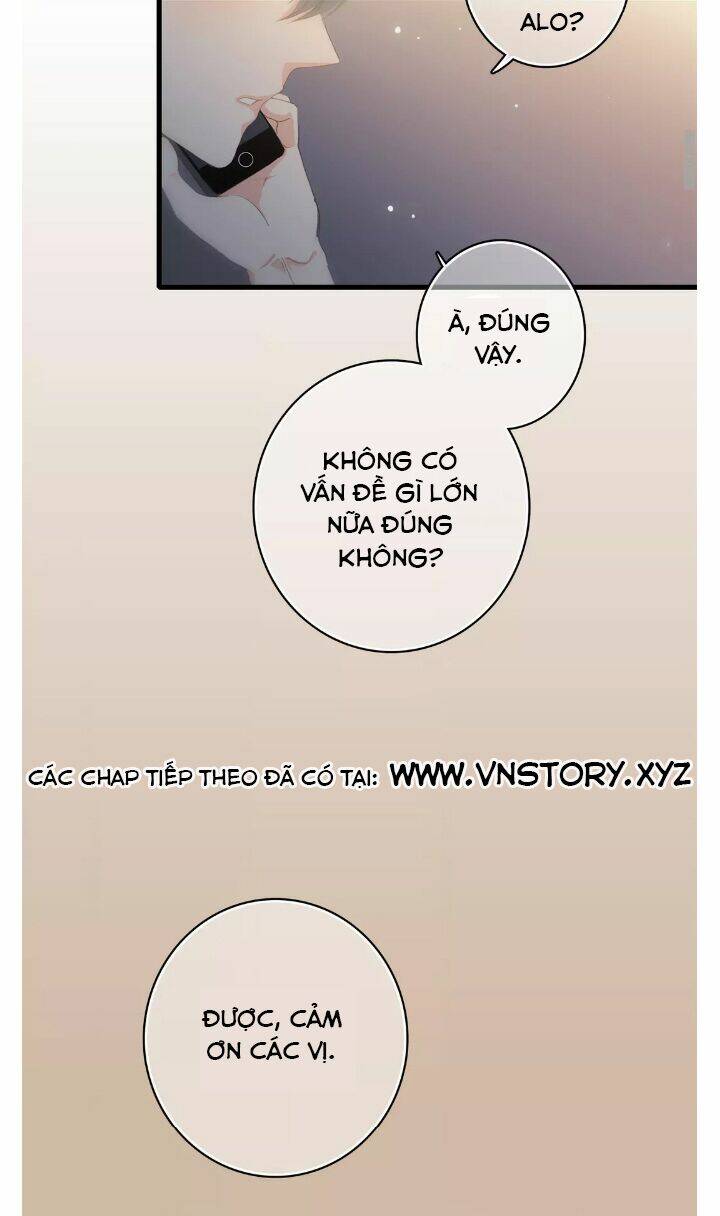 ALO?
À, ĐÚNG
VẬY.
KHÔNG CÓ
VẤN ĐỀ GÌ LỚN
NỮA ĐÚNG
KHÔNG?
CÁC CHAP TIẾP THEO ĐÃ CÓ TẠI: WWW.VNSTORY.XYZ
ĐƯỢC, CẢM
ƠN CÁC VỊ.